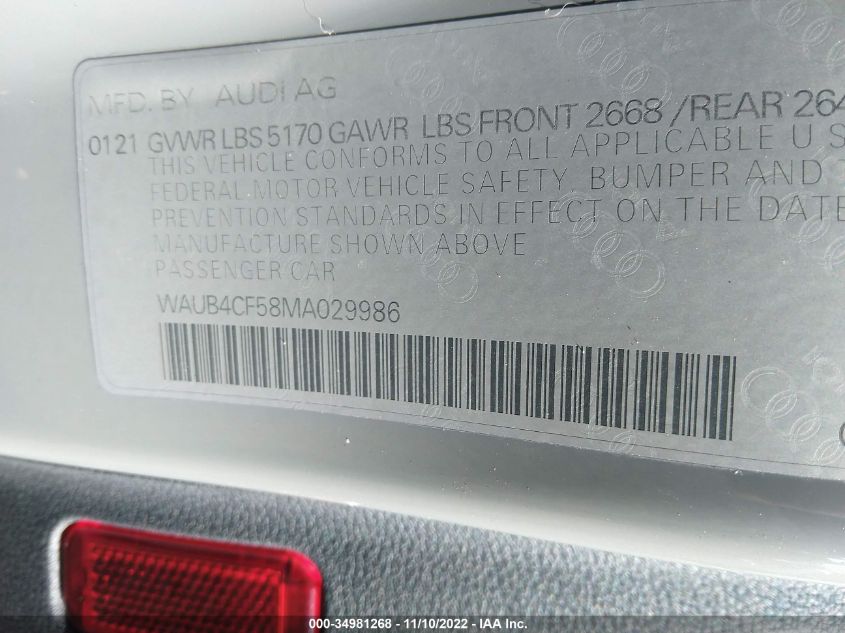 MFD. BY AUDI AG
0121 GVWR LBS 5170 GAWR LBS FRONT 2668 /REAR
THIS VEHICLE CONFORMS TO ALL APPLICABLE U S
FEDERAL MOTOR VEHICLE SAFETY, BUMPER AND
PREVENTION STANDARDS IN EFFECT ON THE DATE
MANUFACTURE SHOWN ABOVE
PASSENGER CAR
WAUB4CF58MA029986
000-34981268 - 11/10/2022 - IAA Inc.